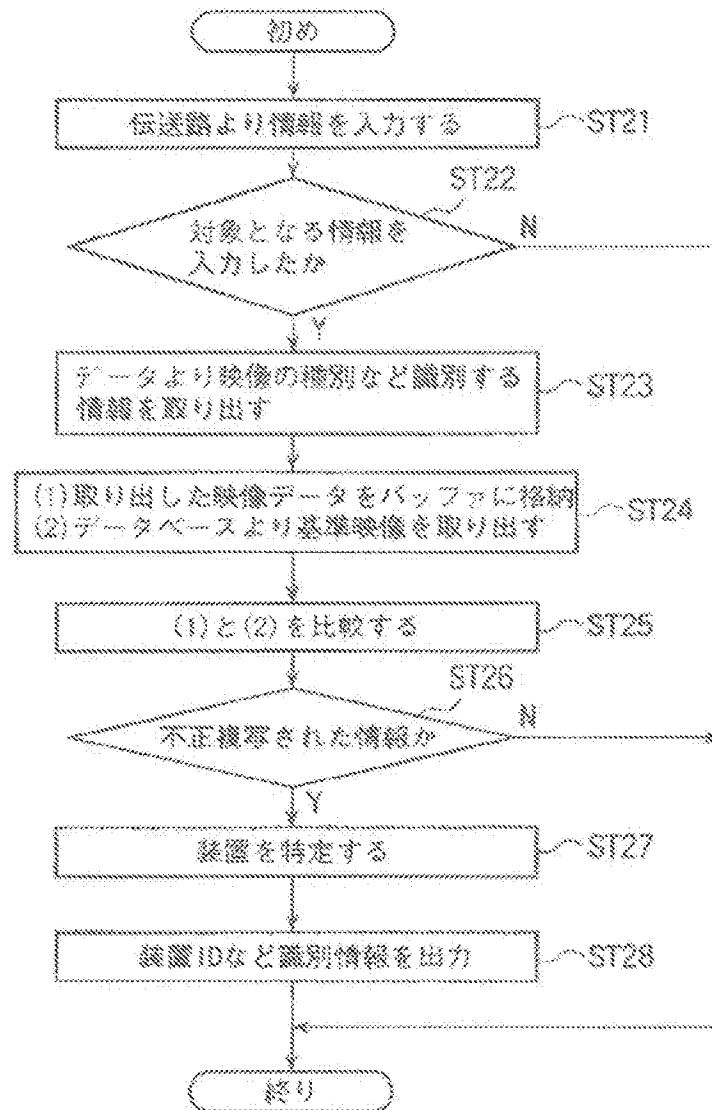 初め
伝送路より情報を入力する
ST21
ST22
対象となる情報を
入力したか
N
Y
データより映像の種別など識別する
情報を取り出す
ST23
(1)取り出した映像データをバッファに格納
(2)データベースより基準映像を取り出す
ST24
(1)と(2)を比較する
ST25
ST26
不正複写された情報か
N
Y
装置を特定する
ST27
装置IDなど識別情報を出力
ST28
終り